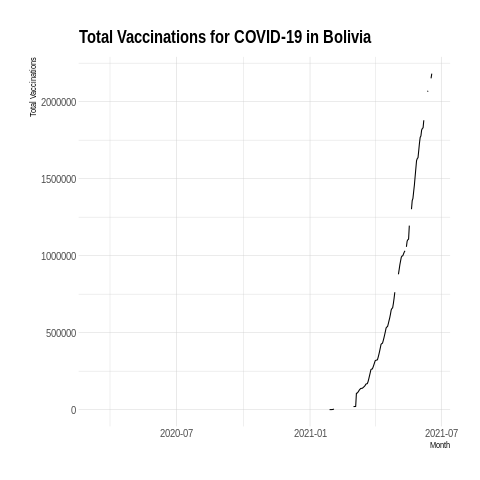 Total Vaccinations for COVID-19 in Bolivia
Total Vaccinations
2000000
1500000
1000000
500000
0
2020-07
2021-01
2021-07
Month